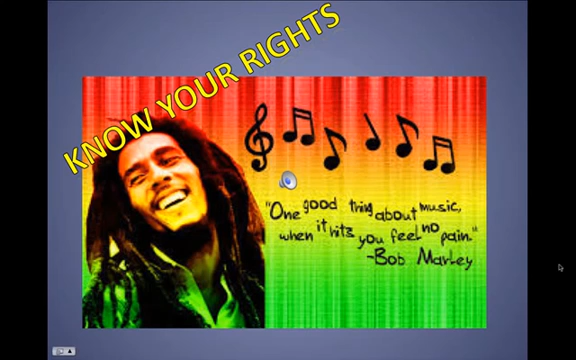 KNOW YOUR RIGHTS
"One good thing about music,
when it hits you feel no pain."
-Bob Marley